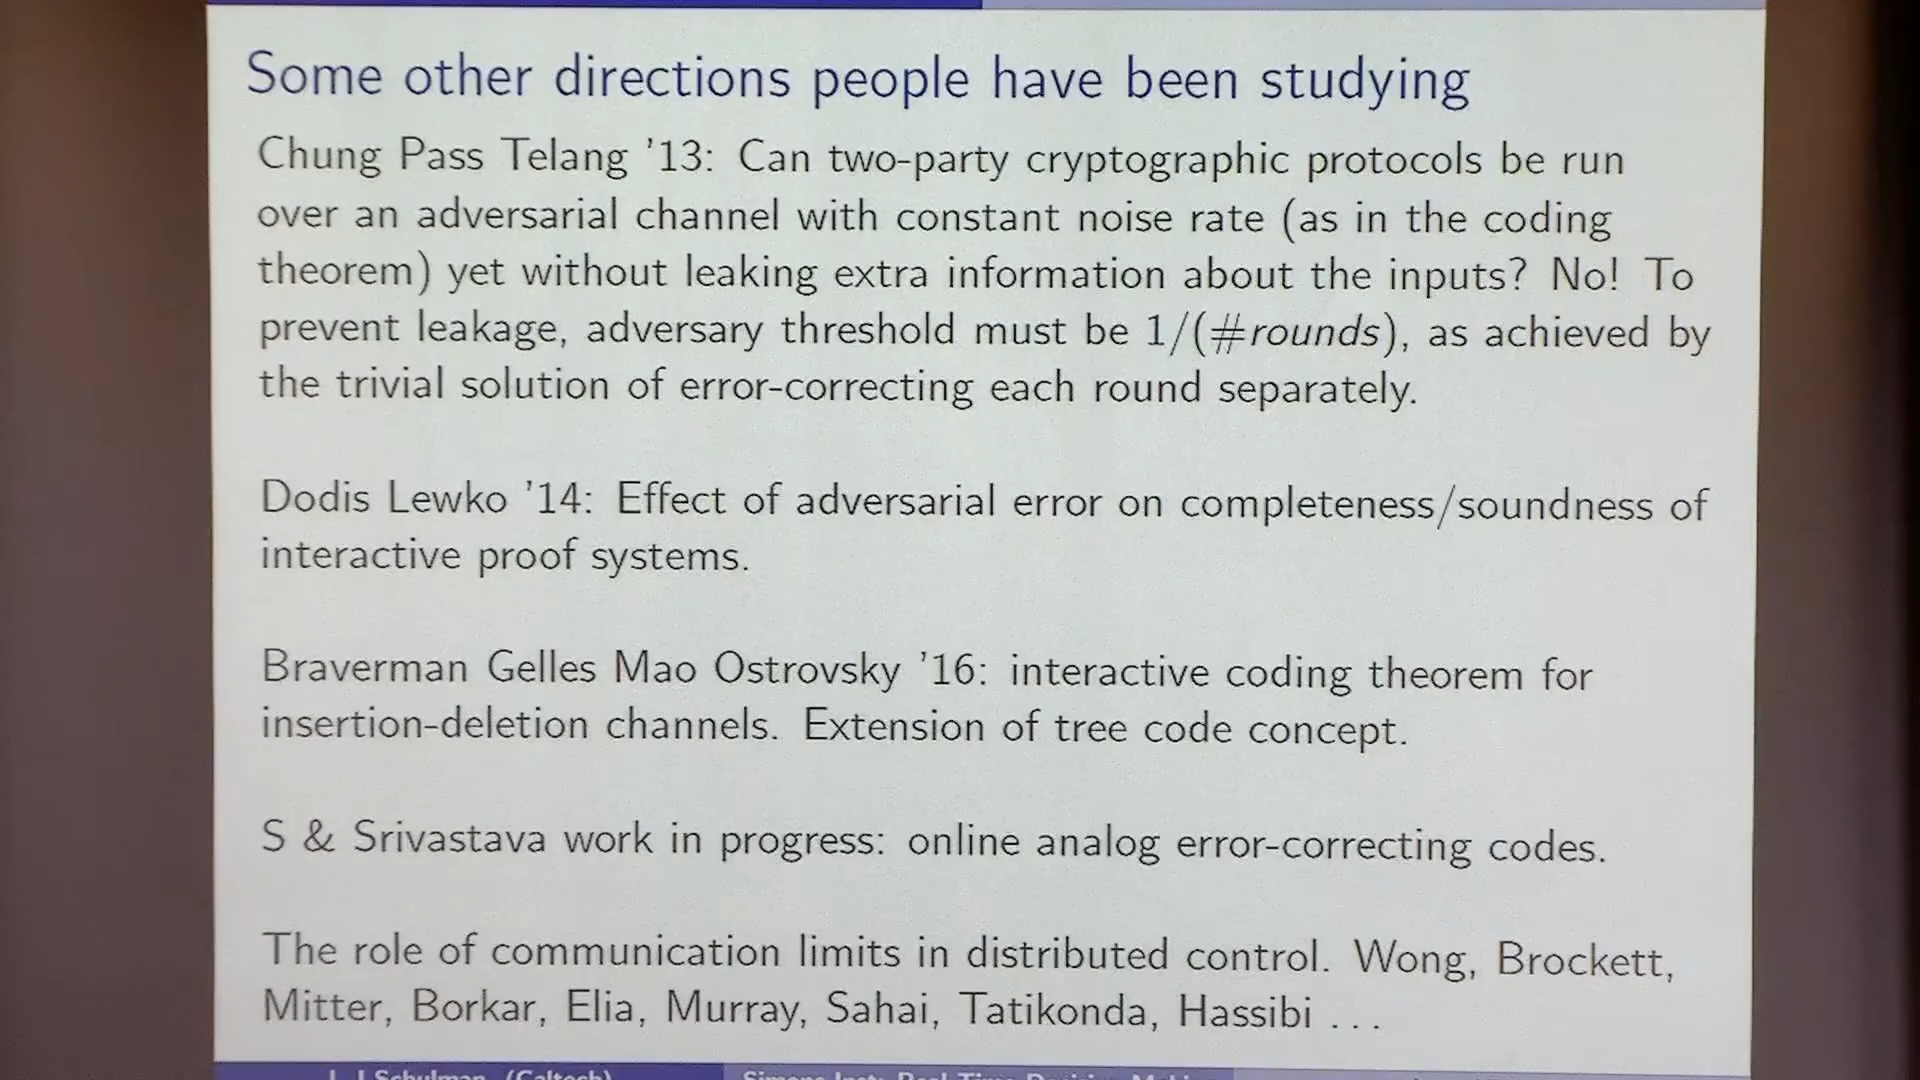 Some other directions people have been studying
Chung Pass Telang '13: Can two-party cryptographic protocols be run
over an adversarial channel with constant noise rate (as in the coding
theorem) yet without leaking extra information about the inputs? No! To
prevent leakage, adversary threshold must be 1/(#rounds), as achieved by
the trivial solution of error-correcting each round separately.
Dodis Lewko '14: Effect of adversarial error on completeness/soundness of
interactive proof systems.
Braverman Gelles Mao Ostrovsky '16: interactive coding theorem for
insertion-deletion channels. Extension of tree code concept.
S & Srivastava work in progress: online analog error-correcting codes.
The role of communication limits in distributed control. Wong, Brockett,
Mitter, Borkar, Elia, Murray, Sahai, Tatikonda, Hassibi ...
Schulman (Caltech)